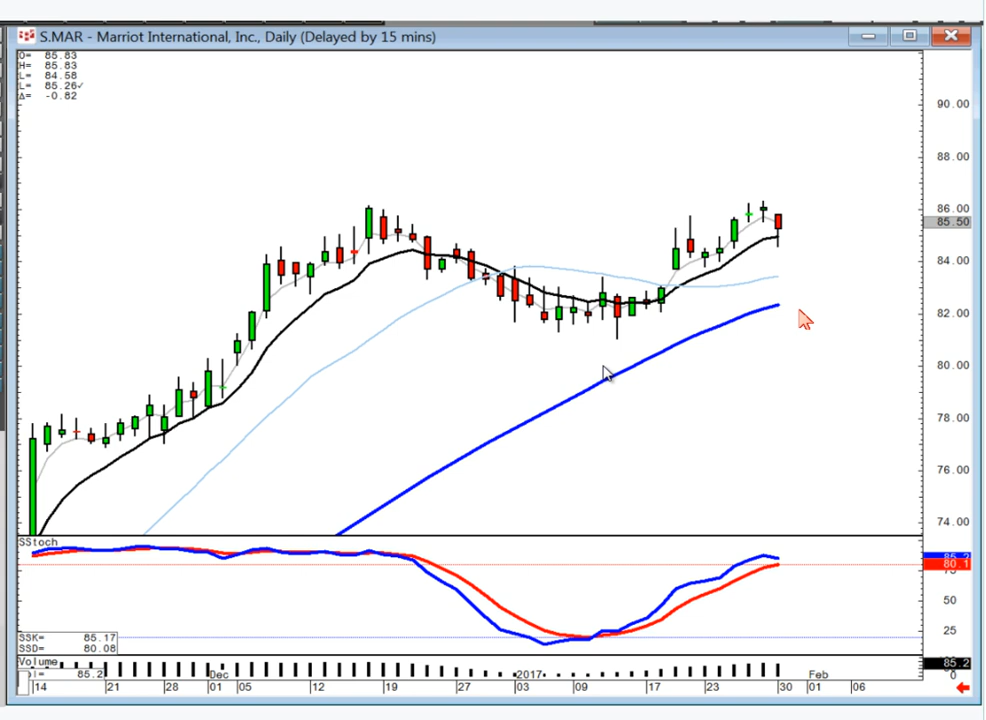 S.MAR - Marriot International, Inc., Daily (Delayed by 15 mins)
O= 85.83
H= 85.83
L= 84.58
L= 85.26✓
Δ= -0.82
90.00
88.00
86.00
85.50
84.00
82.00
80.00
78.00
76.00
74.00
SStoch
80.1
50
25
SSK= 85.17
SSD= 80.08
Volume
85.2
85.2
0
14 21 28 Dec 01 05 12 19 27 2017 03 09 17 23 30 Feb 01 06